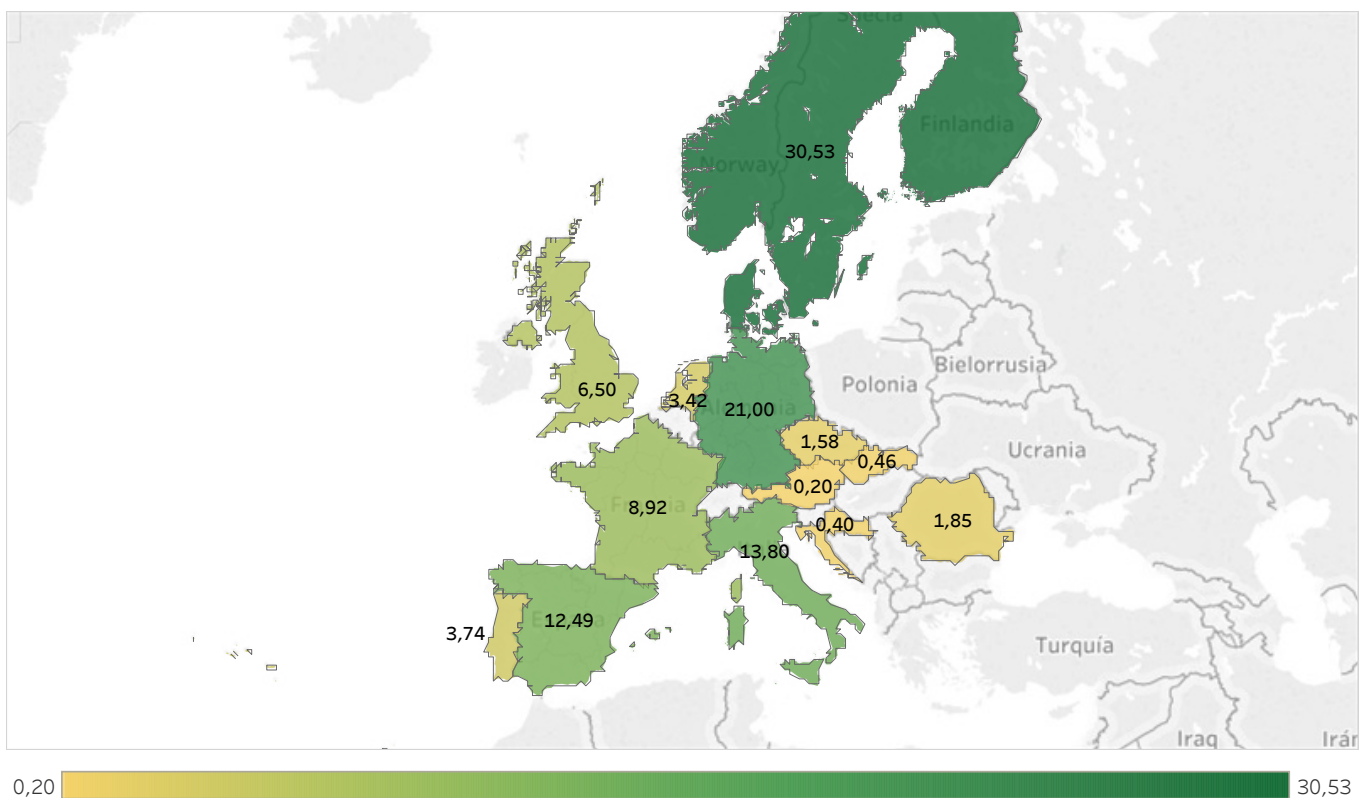 Suecia
Finlandia
30,53
Norway
6,50
3,42
Alemania
21,00
Polonia
Bielorrusia
1,58
0,46
Ucrania
0,20
8,92
Francia
0,40
1,85
13,80
12,49
España
3,74
Turquía
Iraq
Irán
0,20
30,53